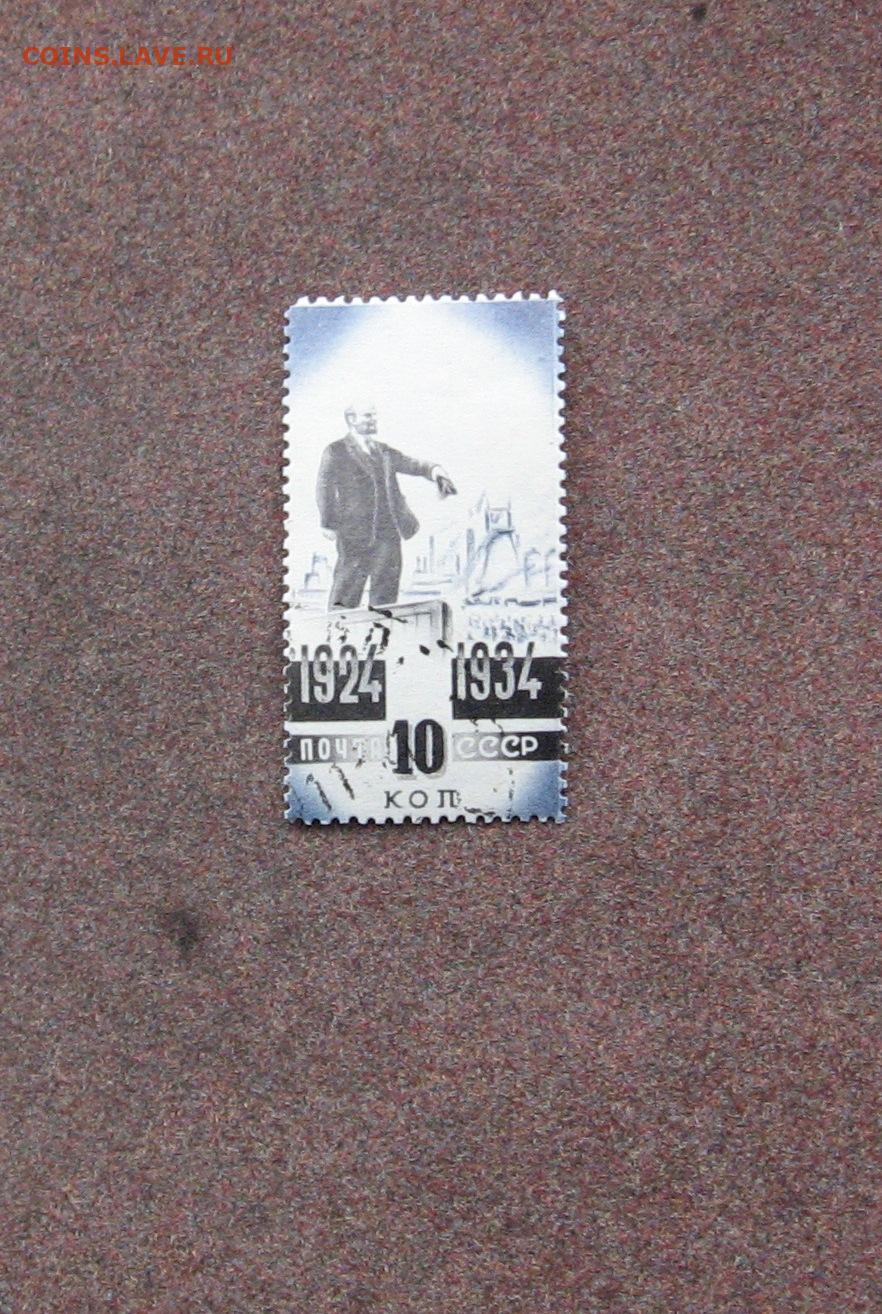 COINS.LAVE.RU
1924 1934
ПОЧТА 10 СССР
КОП